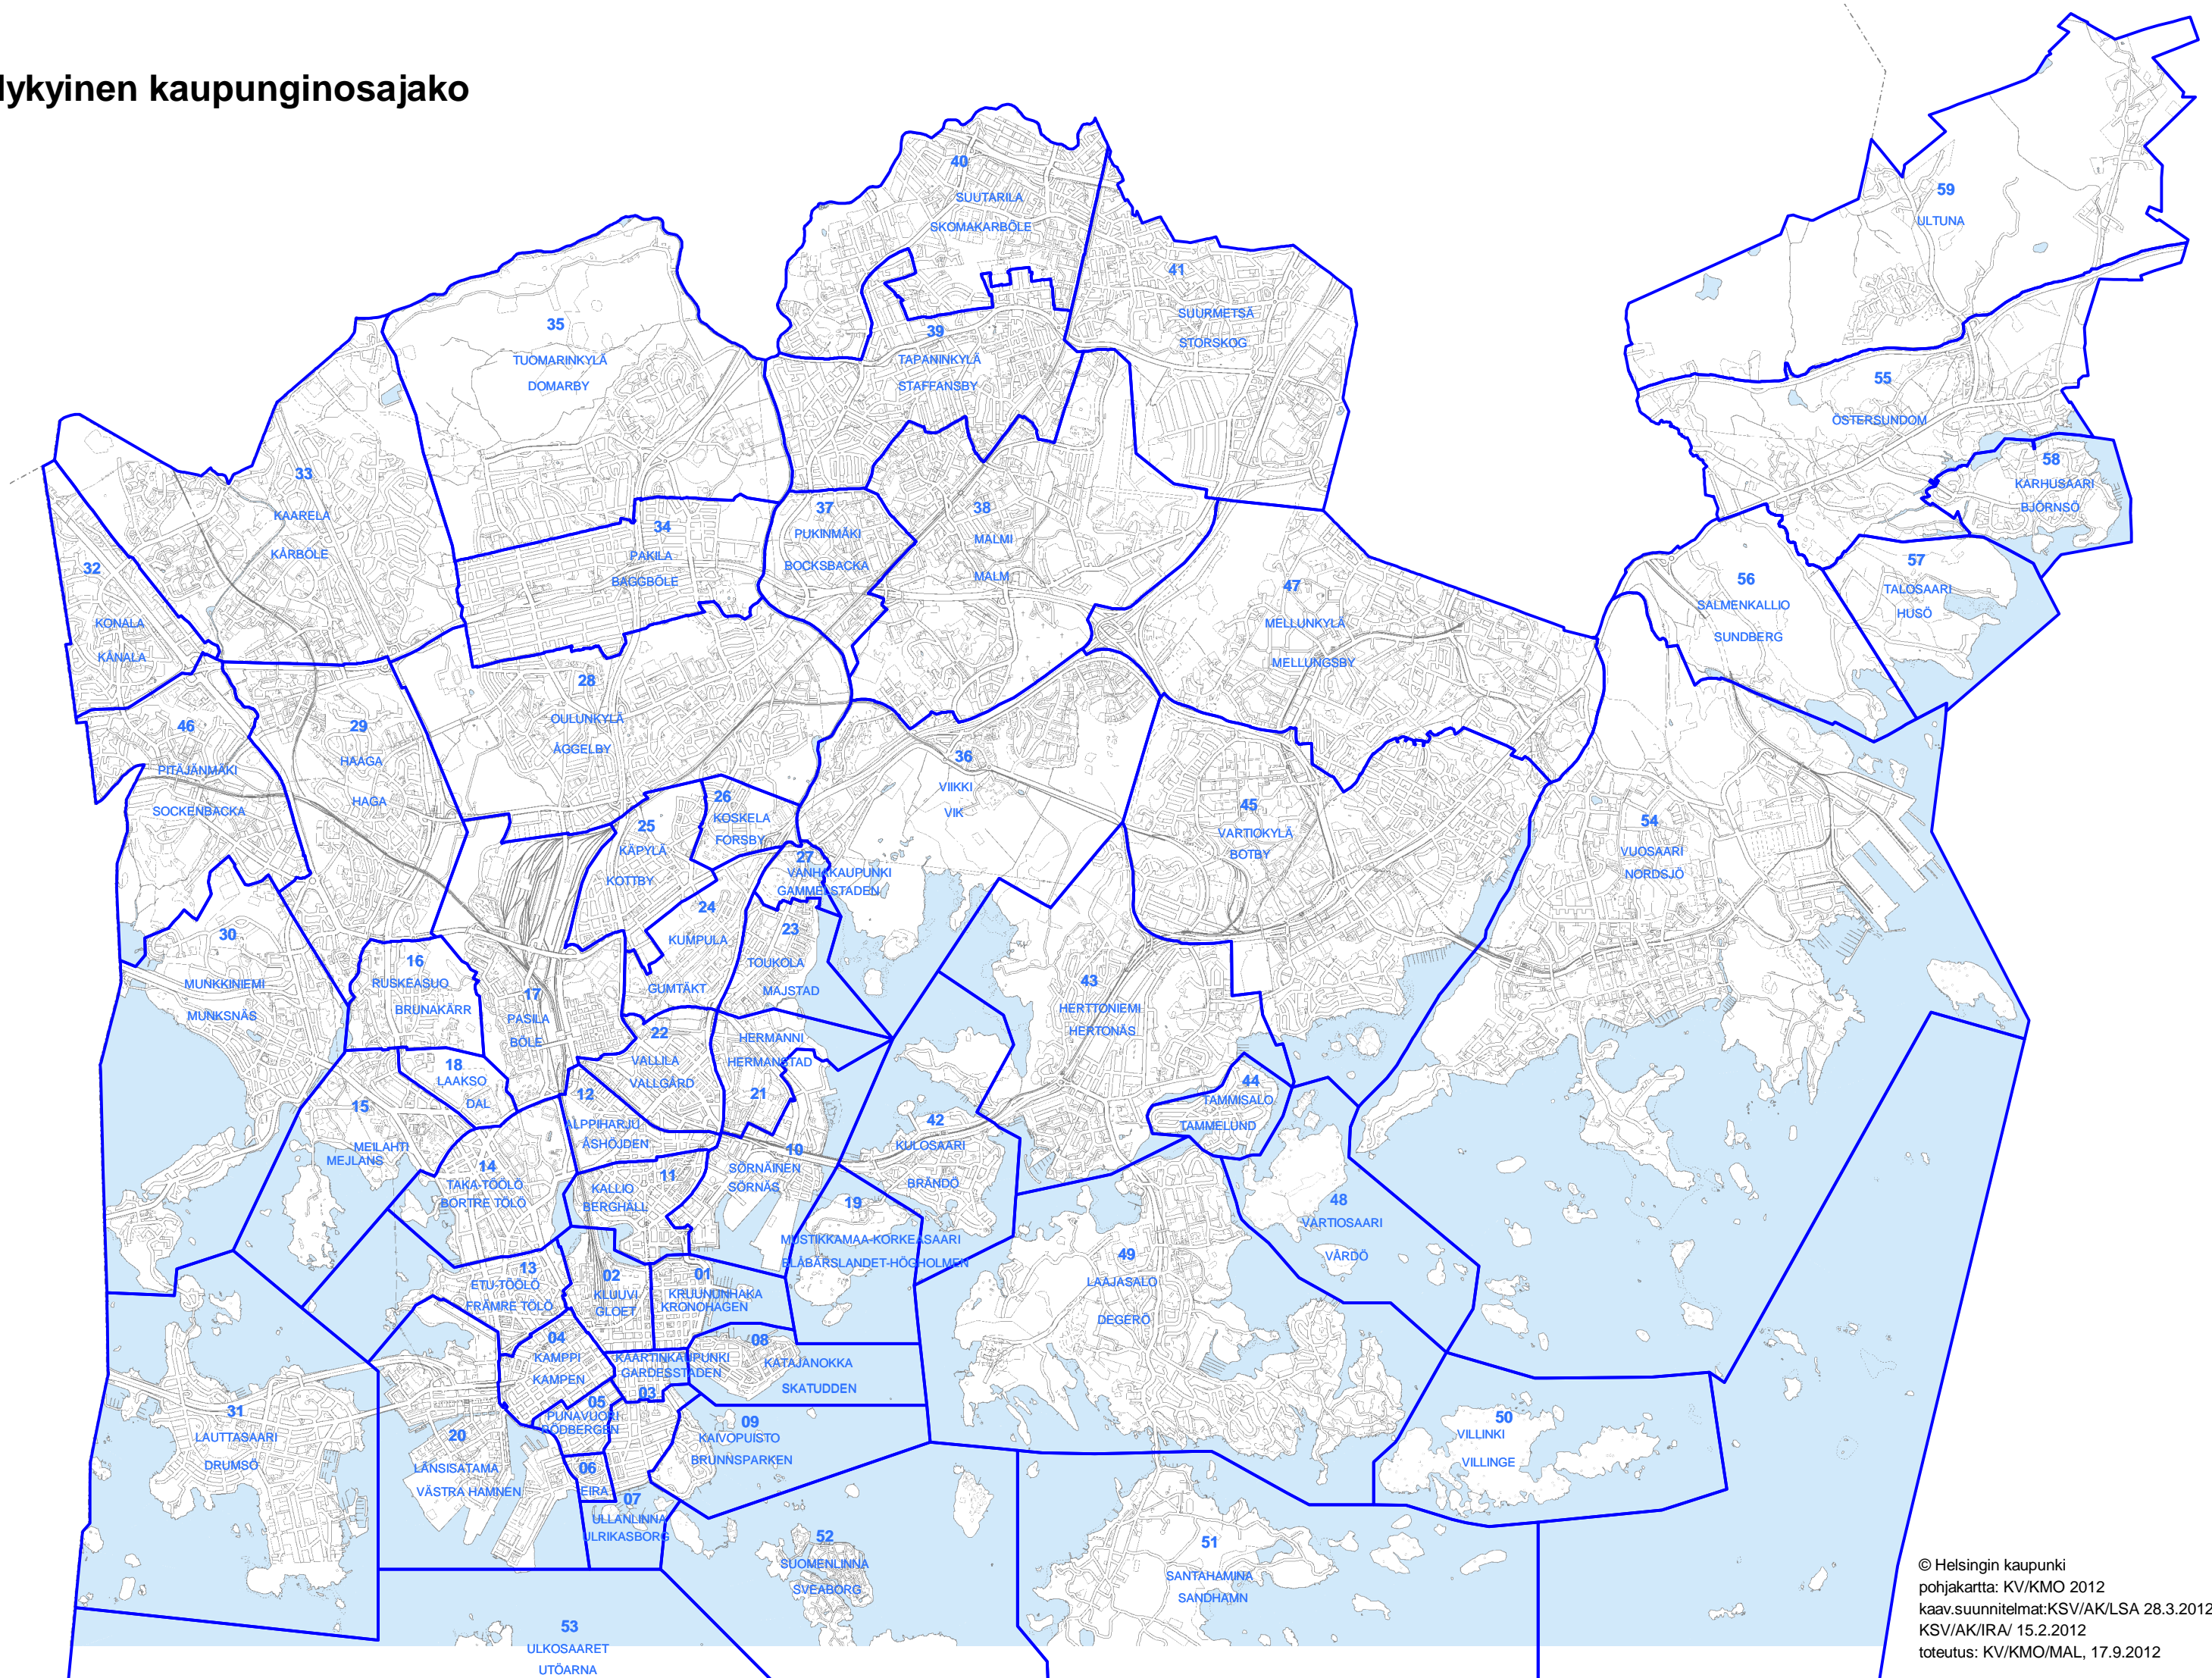 lykyinen kaupunginosajako
40
SUUTARILA
SKOMAKARBÖLE
59
ULTUNA
41
SUURMETSÄ
STORSKOG
35
TUOMARINKYLÄ
DOMARBY
39
TAPANINKYLÄ
STAFFANSBY
55
ÖSTERSUNDOM
58
KARHUSAARI
BJÖRNSÖ
33
KAARELA
KÅRBÖLE
34
PAKILA
BAGGBÖLE
37
PUKINMÄKI
BOCKSBACKA
38
MALMI
MALM
32
KONALA
KÅNALA
47
MELLUNKYLÄ
MELLUNGSBY
56
SALMENKALLIO
SUNDBERG
57
TALOSAARI
HUSÖ
46
PITÄJÄNMÄKI
SOCKENBACKA
29
HAAGA
HAGA
28
OULUNKYLÄ
ÅGGELBY
36
VIIKKI
VIK
26
KOSKELA
FORSBY
25
KÄPYLÄ
KOTTBY
27
VANHAKAUPUNKI
GAMMELSTADEN
45
VARTIOKYLÄ
BOTBY
54
VUOSAARI
NORDSJÖ
24
KUMPULA
GUMTÄKT
23
TOUKOLA
MAJSTAD
30
MUNKKINIEMI
MUNKSNÄS
16
RUSKEASUO
BRUNAKÄRR
17
PASILA
BÖLE
43
HERTTONIEMI
HERTONÄS
22
VALLILA
VALLGÅRD
HERMANNI
HERMANSTAD
21
18
LAAKSO
DAL
12
ALPPIHARJU
ÅSHÖJDEN
44
TAMMISALO
TAMMELUND
15
MEILAHTI
MEJLANS
42
KULOSAARI
BRÄNDÖ
10
SÖRNÄINEN
SÖRNÄS
14
TAKA-TÖÖLÖ
BORTRE TÖLÖ
11
KALLIO
BERGHÄLL
19
MUSTIKKAMAA-KORKEASAARI
BLÅBÄRSLANDET-HÖGHOLMEN
48
VARTIOSAARI
VÅRDÖ
49
LAAJASALO
DEGERÖ
13
ETU-TÖÖLÖ
FRÄMRE TÖLÖ
02
KLUUVI
GLOET
01
KRUUNUNHAKA
KRONOHAGEN
04
KAMPPI
KAMPEN
KAARTINKAUPUNKI
GARDESSTADEN
03
08
KATAJANOKKA
SKATUDDEN
05
PUNAVUORI
RÖDBERGEN
09
KAIVOPUISTO
BRUNNSPARKEN
31
LAUTTASAARI
DRUMSÖ
20
LÄNSISATAMA
VÄSTRA HAMNEN
50
VILLINKI
VILLINGE
06
EIRA
07
ULLANLINNA
ULRIKASBORG
52
SUOMENLINNA
SVEABORG
51
SANTAHAMINA
SANDHAMN
53
ULKOSAARET
UTÖARNA
© Helsingin kaupunki
pohjakartta: KV/KMO 2012
kaav.suunnitelmat:KSV/AK/LSA 28.3.2012
KSV/AK/IRA/ 15.2.2012
toteutus: KV/KMO/MAL, 17.9.2012